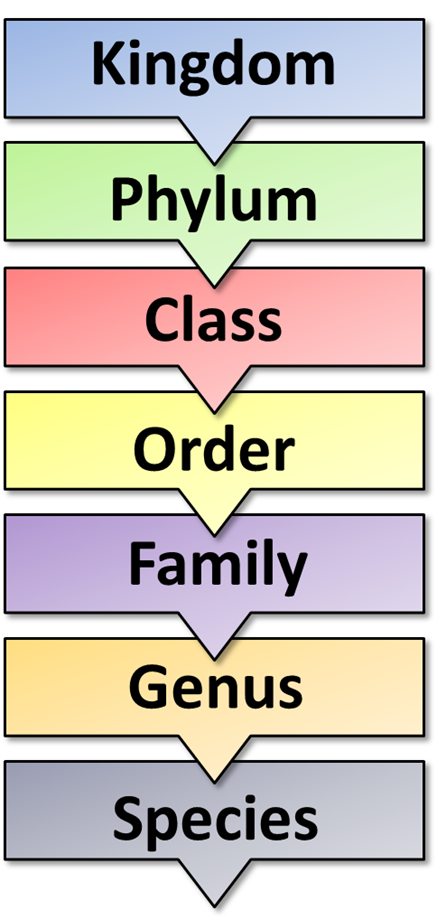 Kingdom
Phylum
Class
Order
Family
Genus
Species